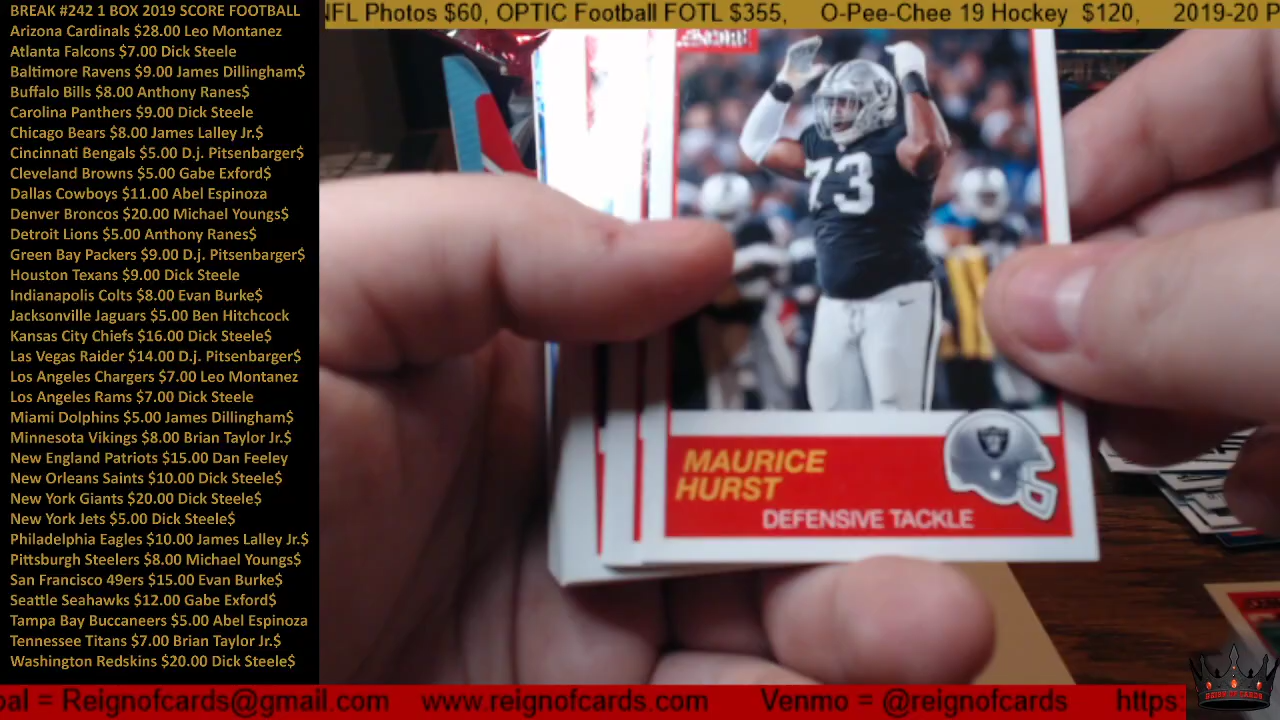 BREAK #242 1 BOX 2019 SCORE FOOTBALL
Arizona Cardinals $28.00 Leo Montanez
Atlanta Falcons $7.00 Dick Steele
Baltimore Ravens $9.00 James Dillingham$
Buffalo Bills $8.00 Anthony Ranes$
Carolina Panthers $9.00 Dick Steele
Chicago Bears $8.00 James Lalley Jr.$
Cincinnati Bengals $5.00 D.j. Pitsenbarger$
Cleveland Browns $5.00 Gabe Exford$
Dallas Cowboys $11.00 Abel Espinoza
Denver Broncos $20.00 Michael Youngs$
Detroit Lions $5.00 Anthony Ranes$
Green Bay Packers $9.00 D.j. Pitsenbarger$
Houston Texans $9.00 Dick Steele
Indianapolis Colts $8.00 Evan Burke$
Jacksonville Jaguars $5.00 Ben Hitchcock
Kansas City Chiefs $16.00 Dick Steele$
Las Vegas Raider $14.00 D.j. Pitsenbarger$
Los Angeles Chargers $7.00 Leo Montanez
Los Angeles Rams $7.00 Dick Steele
Miami Dolphins $5.00 James Dillingham$
Minnesota Vikings $8.00 Brian Taylor Jr.$
New England Patriots $15.00 Dan Feeley
New Orleans Saints $10.00 Dick Steele$
New York Giants $20.00 Dick Steele$
New York Jets $5.00 Dick Steele$
Philadelphia Eagles $10.00 James Lalley Jr.$
Pittsburgh Steelers $8.00 Michael Youngs$
San Francisco 49ers $15.00 Evan Burke$
Seattle Seahawks $12.00 Gabe Exford$
Tampa Bay Buccaneers $5.00 Abel Espinoza
Tennessee Titans $7.00 Brian Taylor Jr.$
Washington Redskins $20.00 Dick Steele$
NFL Photos $60, OPTIC Football FOTL $355, O-Pee-Chee 19 Hockey $120, 2019-20 P
SCORE
73
MAURICE
HURST
DEFENSIVE TACKLE
REIGN OF CARDS
pal = Reignofcards@gmail.com www.reignofcards.com Venmo = @reignofcards https